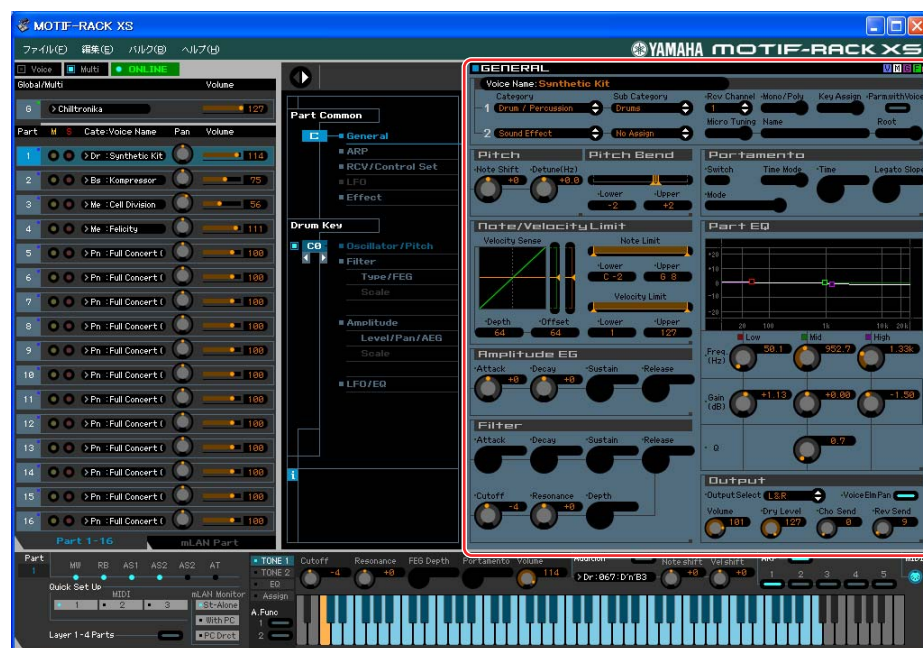 MOTIF-RACK XS
ファイル(F) 編集(E) バルク(B) ヘルプ(H)
YAMAHA MOTIF-RACK XS
Voice Multi ONLINE
Global/Multi Volume
6 Chilltronika 127
Part M S Cate:Voice Name Pan Volume
1 Dr :Synthetic Kit 114
2 Bs :Kompressor 75
3 Me :Cell Division 56
4 Me :Felicity 111
5 Pn :Full Concert ( 100
6 Pn :Full Concert ( 100
7 Pn :Full Concert ( 100
8 Pn :Full Concert ( 100
9 Pn :Full Concert ( 100
10 Pn :Full Concert ( 100
11 Pn :Full Concert ( 100
12 Pn :Full Concert ( 100
13 Pn :Full Concert ( 100
14 Pn :Full Concert ( 100
15 Pn :Full Concert ( 100
16 Pn :Full Concert ( 100
Part 1-16 mLAN Part
Part Common
C General
ARP
RCV/Control Set
LFO
Effect
Drum Key
C0 Oscillator/Pitch
Filter
Type/FEG
Scale
Amplitude
Level/Pan/AEG
Scale
LFO/EQ
i
GENERAL
Voice Name: Synthetic Kit
Category Sub Category Rcv Channel Mono/Poly Key Assign ParmwithVoice
1 Drum / Percussion Drums 1
Micro Tuning Name Root
2 Sound Effect No Assign
Pitch Pitch Bend
Note Shift Detune(Hz)
+0 +0.0
Lower Upper
-2 +2
Portamento
Switch Time Mode Time Legato Slope
Mode
Note/Velocity Limit
Velocity Sense Note Limit
Lower Upper
C -2 G 8
Velocity Limit
Depth Offset Lower Upper
64 64 1 127
Part EQ
+20
+10
0
-10
-20
20 100 1k 10k 20k
Low Mid High
Freq. (Hz) 50.1 952.7 1.33k
Gain (dB) +1.13 +0.00 -1.50
Q 0.7
Amplitude EG
Attack Decay Sustain Release
+0 +0
Filter
Attack Decay Sustain Release
Cutoff Resonance Depth
-4 +0
Output
Output Select L&R VoiceElmPan
Volume Dry Level Cho Send Rev Send
101 127 0 9
Part
1
MW RB AS1 AS2 AS2 AT
Quick Set Up
MIDI
1 2 3
mLAN Monitor
St-Alone
With PC
PC Drct
Layer 1-4 Parts
TONE 1
TONE 2
EQ
Assign
Cutoff Resonance FEG Depth Portamento Volume
-4 +0 114
Dr :067:D'n'B3
Note shift Vel shift
+0 +0
1 2 3 4 5
A.Func
1
2